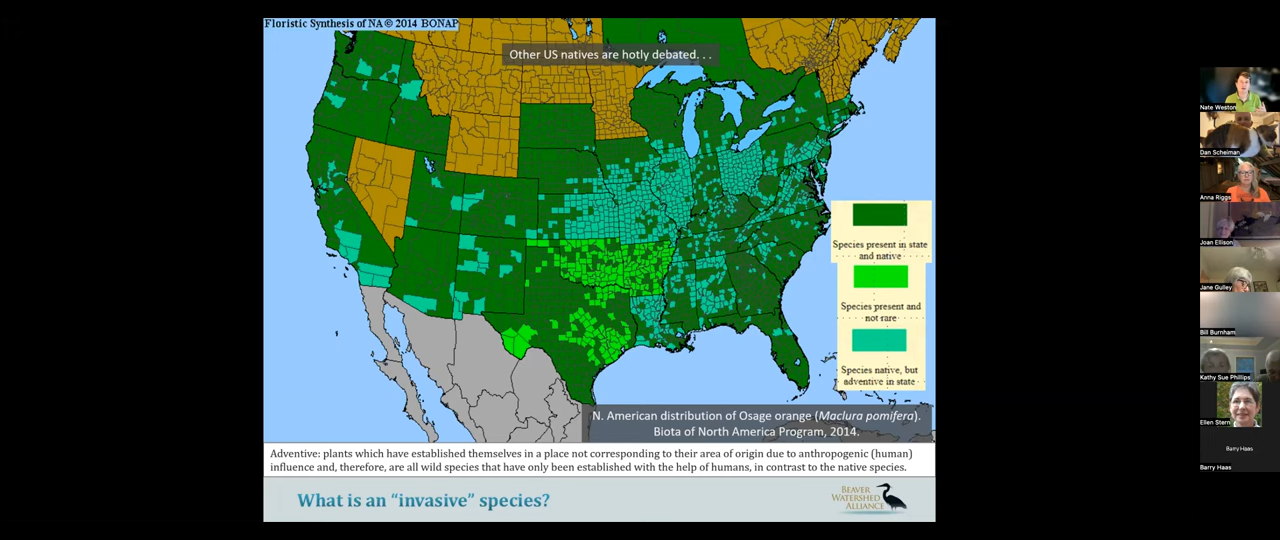 Floristic Synthesis of NA © 2014 BONAP
Other US natives are hotly debated. . .
Species present in state
and native
Species present and
not rare
Species native, but
adventive in state
N. American distribution of Osage orange (Maclura pomifera).
Biota of North America Program, 2014.
Adventive: plants which have established themselves in a place not corresponding to their area of origin due to anthropogenic (human)
influence and, therefore, are all wild species that have only been established with the help of humans, in contrast to the native species.
What is an “invasive” species?
BEAVER
WATERSHED
ALLIANCE
Nate Weston
Dan Scheiman
Anna Riggs
Joan Ellison
Jane Gulley
Bill Burnham
Kathy Sue Phillips
Ellen Stern
Barry Haas
Barry Haas